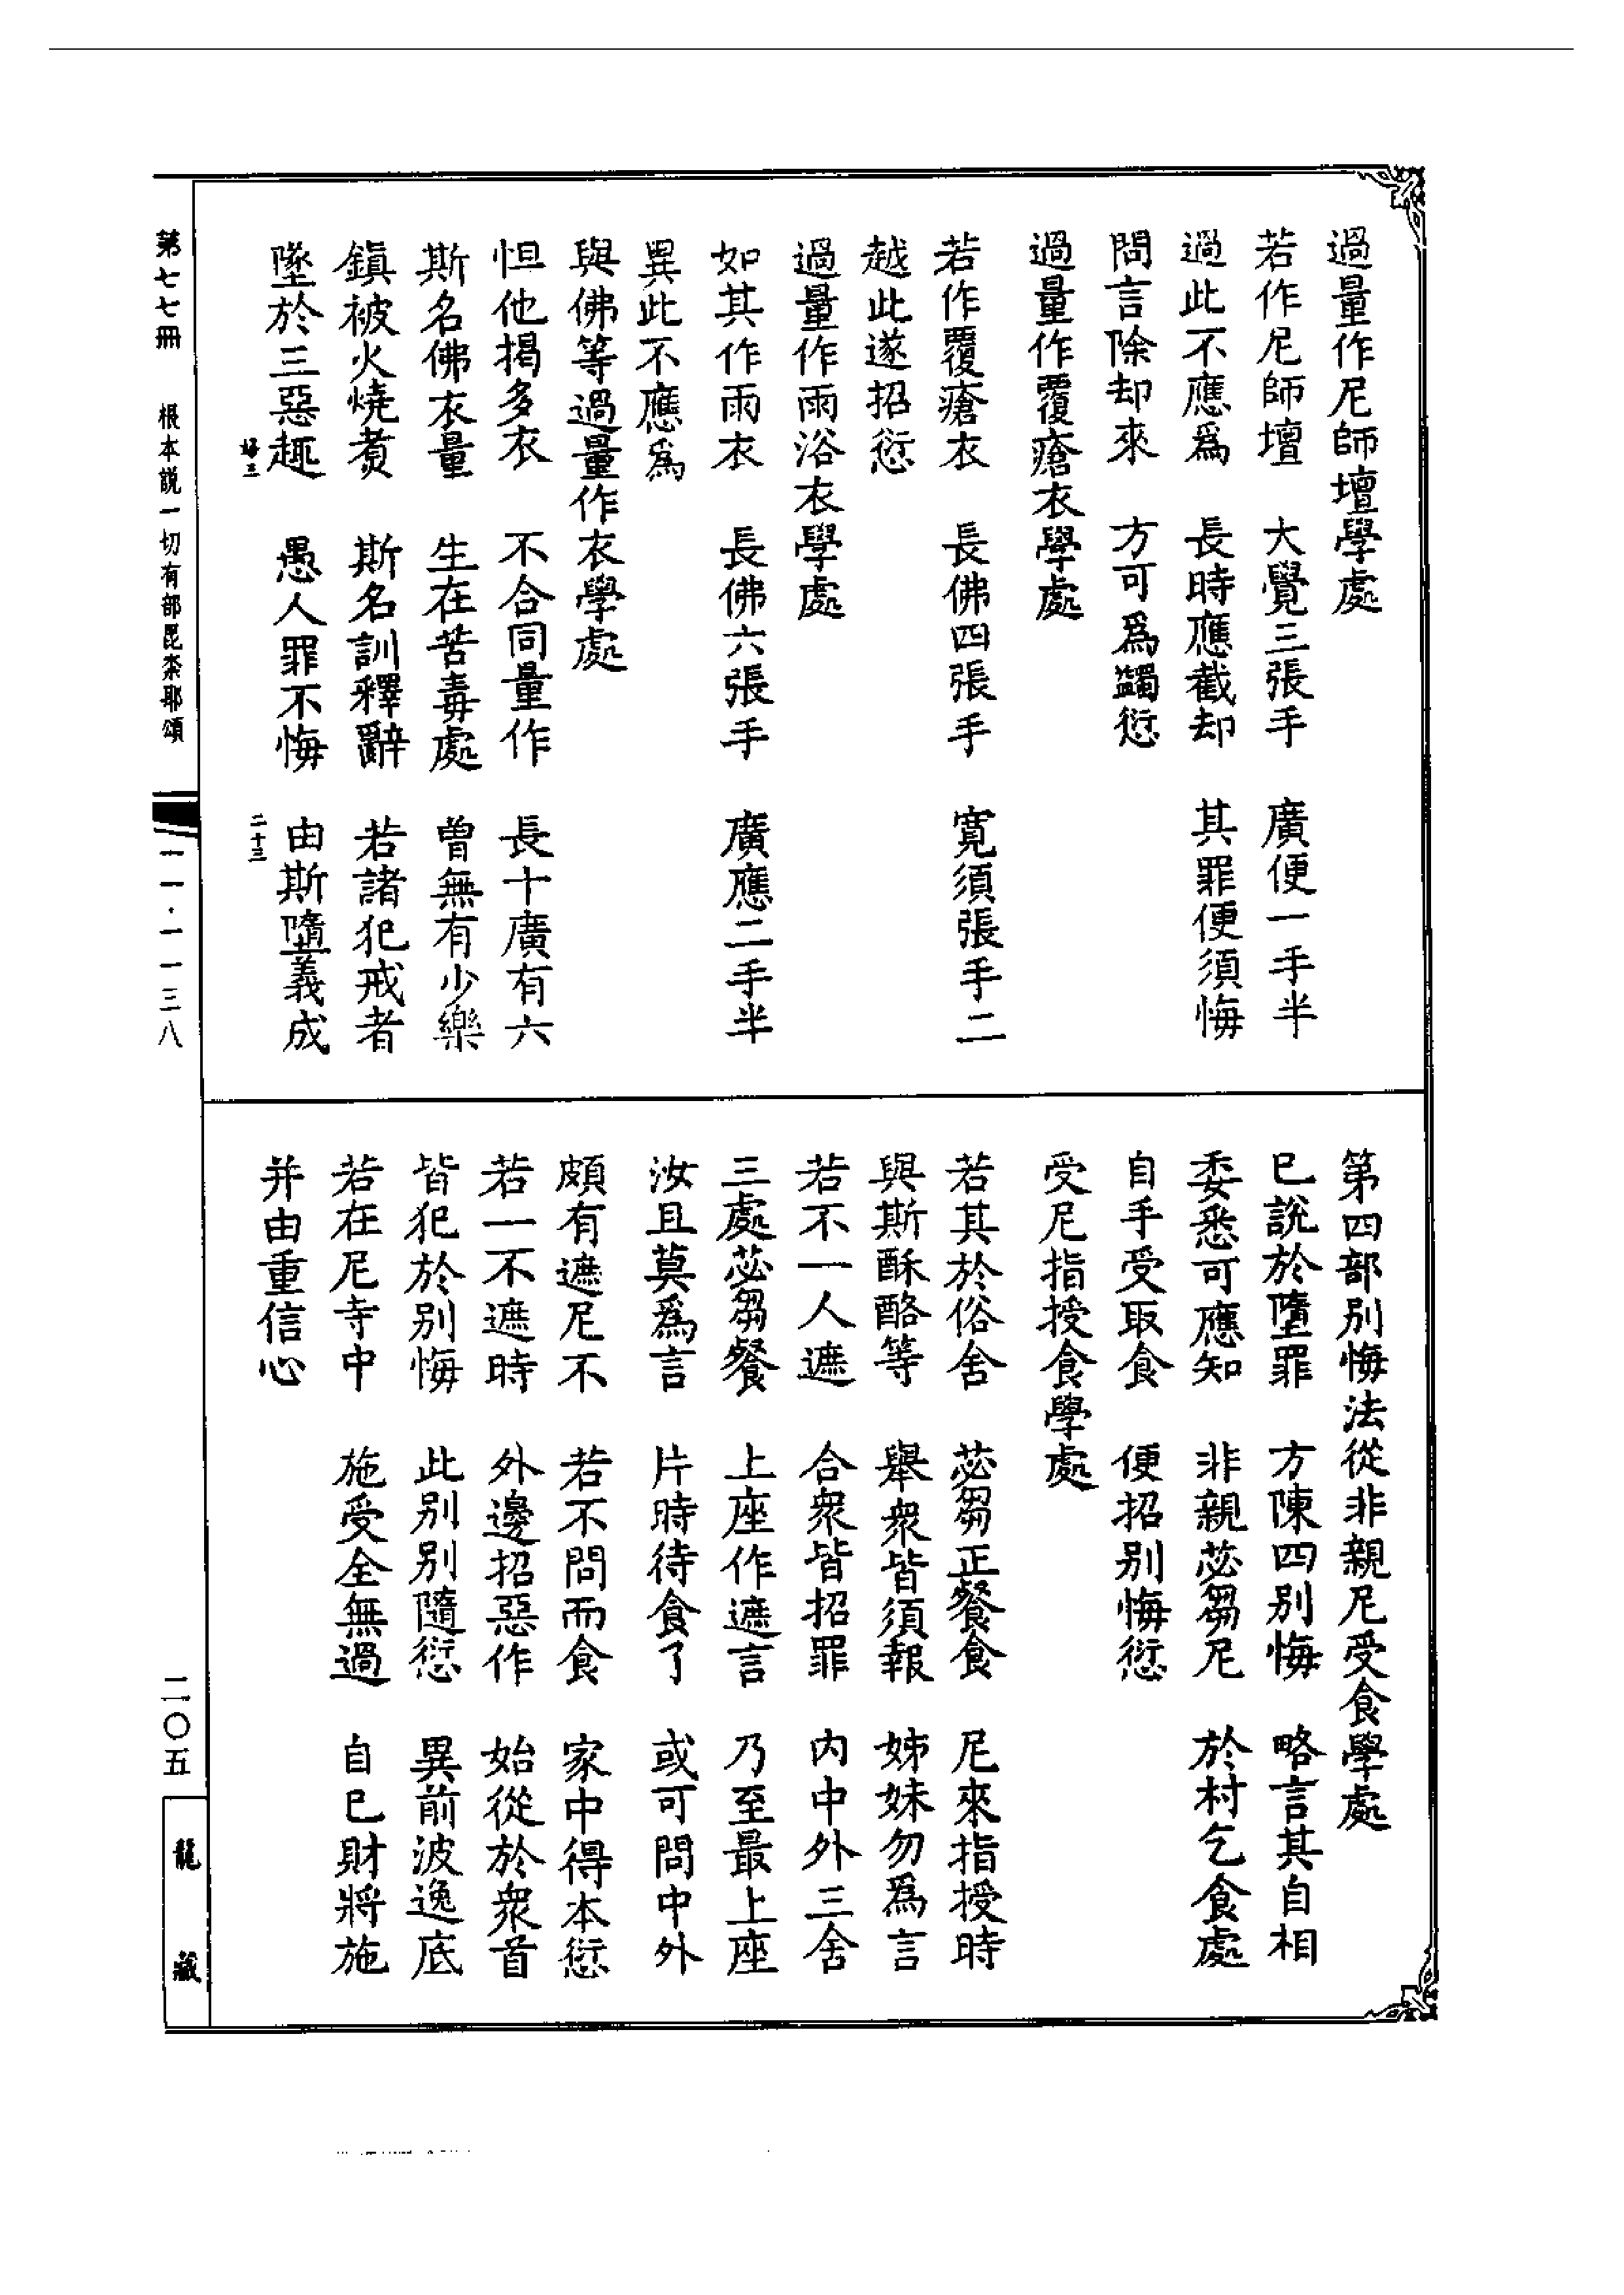 過量作尼師壇學處
若作尼師壇　大覺三張手　廣便一手半
過此不應爲　長時應截却　其罪便須悔
問言除却來　方可爲蠲愆
過量作覆瘡衣學處
若作覆瘡衣　長佛四張手　寬須張手二
越此遂招愆
過量作雨浴衣學處
如其作雨衣　長佛六張手　廣應二手半
異此不應爲
與佛等過量作衣學處
怛他揭多衣　不合同量作　長十廣有六
斯名佛衣量　生在苦毒處　曾無有少樂
鎮被火燒煑　斯名訓釋辭　若諸犯戒者
墜於三惡趣　愚人罪不悔　由斯墮義成
二十三
第四部別悔法從非親尼受食學處
已說於墮罪　方陳四別悔　略言其自相
委悉可應知　非親苾芻尼　於村乞食處
自手受取食　便招別悔愆
受尼指授食學處
若其於俗舍　苾芻正餐食　尼來指授時
與斯酥酪等　舉衆皆須報　姊妹勿爲言
若不一人遮　合衆皆招罪　内中外三舍
三處苾芻餐　上座作遮言　乃至最上座
汝且莫爲言　片時待食了　或可問中外
頗有遮尼不　若不問而食　家中得本愆
若一不遮時　外邊招惡作　始從於衆首
皆犯於別悔　此別別隨愆　異前波逸底
若在尼寺中　施受全無過　自已財將施
并由重信心
第七七冊　根本說一切有部毘奈耶頌
一一·一一三八
二〇五
龍藏